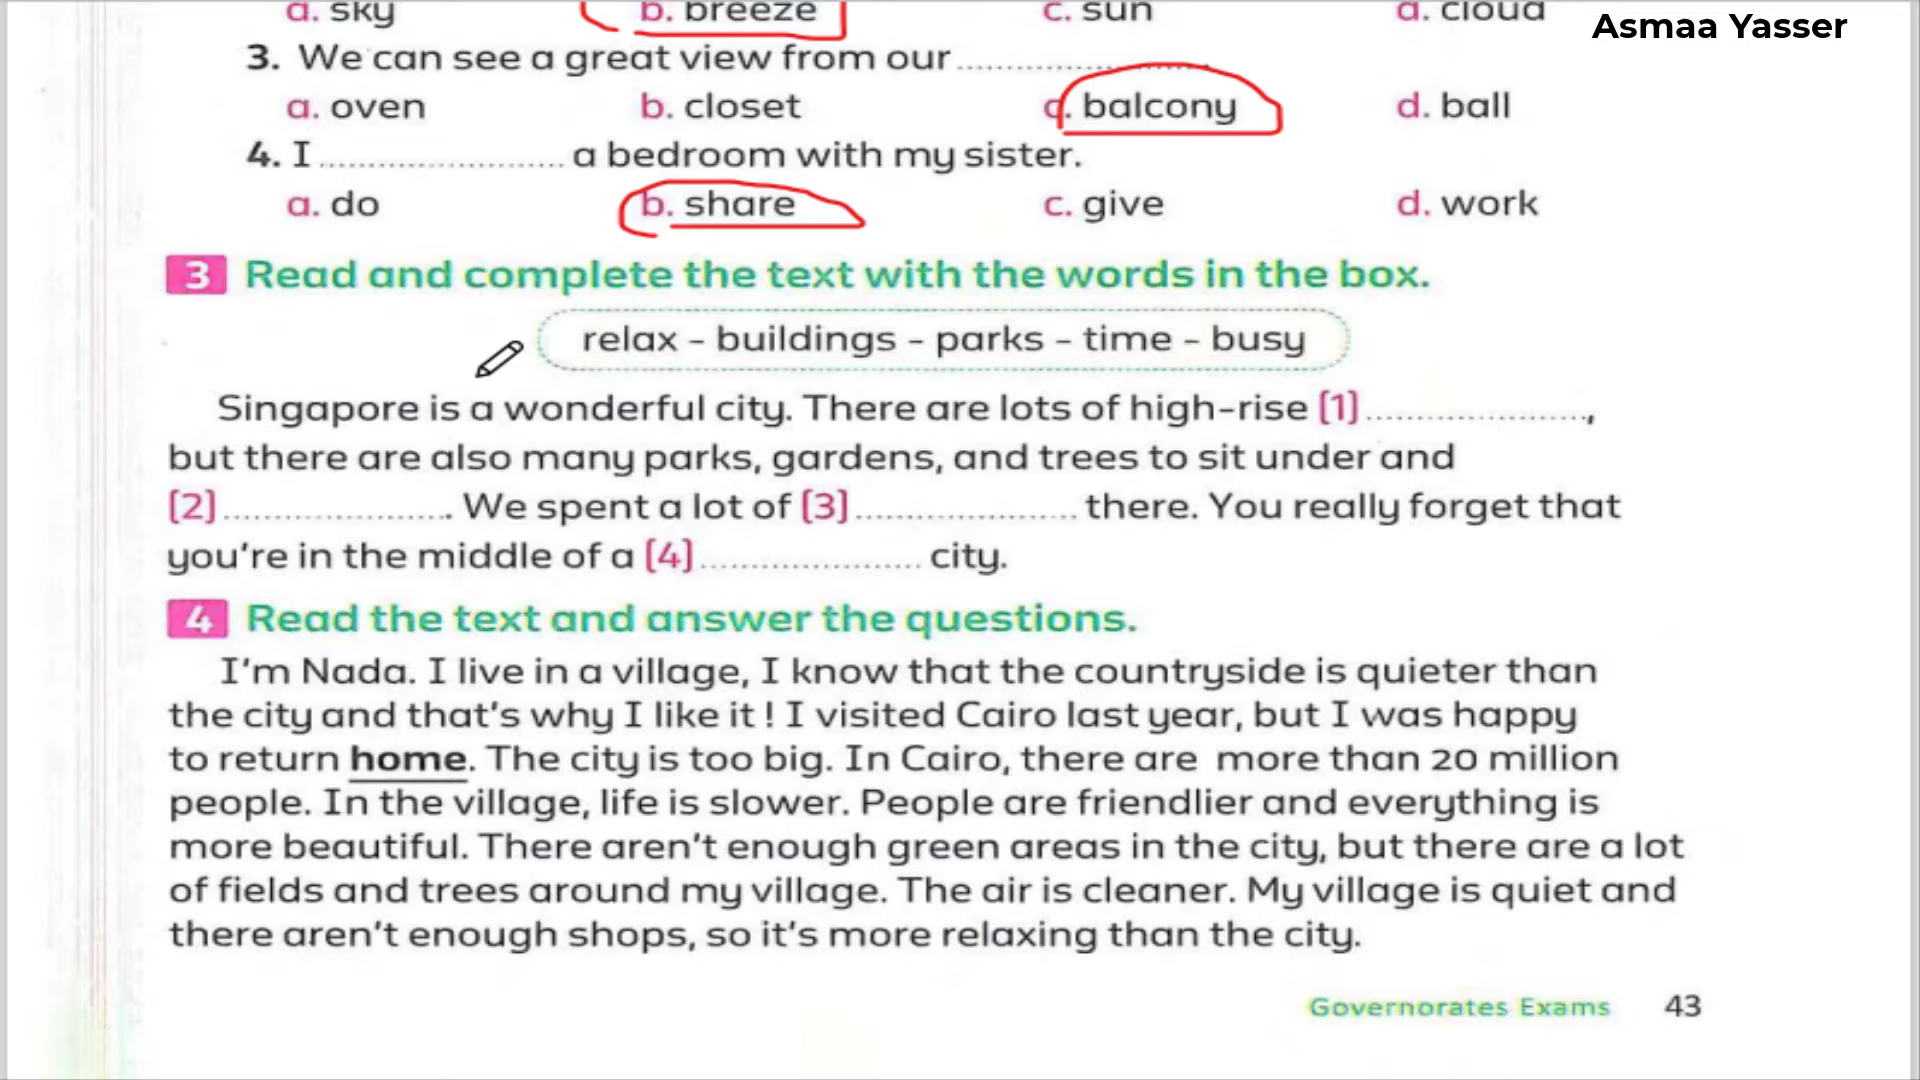 a. sky b. breeze c. sun d. cloud
Asmaa Yasser
3. We can see a great view from our ........................
a. oven b. closet c. balcony d. ball
4. I ........................ a bedroom with my sister.
a. do b. share c. give d. work
3 Read and complete the text with the words in the box.
relax - buildings - parks - time - busy
Singapore is a wonderful city. There are lots of high-rise (1) ......................,
but there are also many parks, gardens, and trees to sit under and
(2) ...................... . We spent a lot of (3) ...................... there. You really forget that
you're in the middle of a (4) ...................... city.
4 Read the text and answer the questions.
I'm Nada. I live in a village, I know that the countryside is quieter than
the city and that's why I like it ! I visited Cairo last year, but I was happy
to return home. The city is too big. In Cairo, there are more than 20 million
people. In the village, life is slower. People are friendlier and everything is
more beautiful. There aren't enough green areas in the city, but there are a lot
of fields and trees around my village. The air is cleaner. My village is quiet and
there aren't enough shops, so it's more relaxing than the city.
Governorates Exams 43